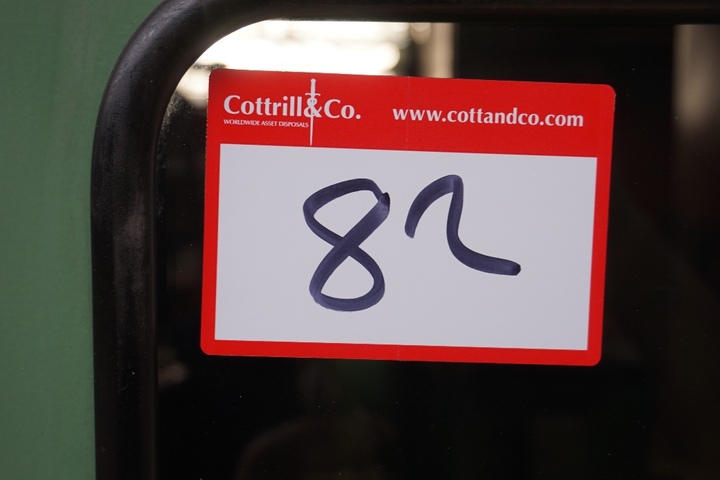 Cottrill&Co.
WORLDWIDE ASSET DISPOSALS
www.cottandco.com
82